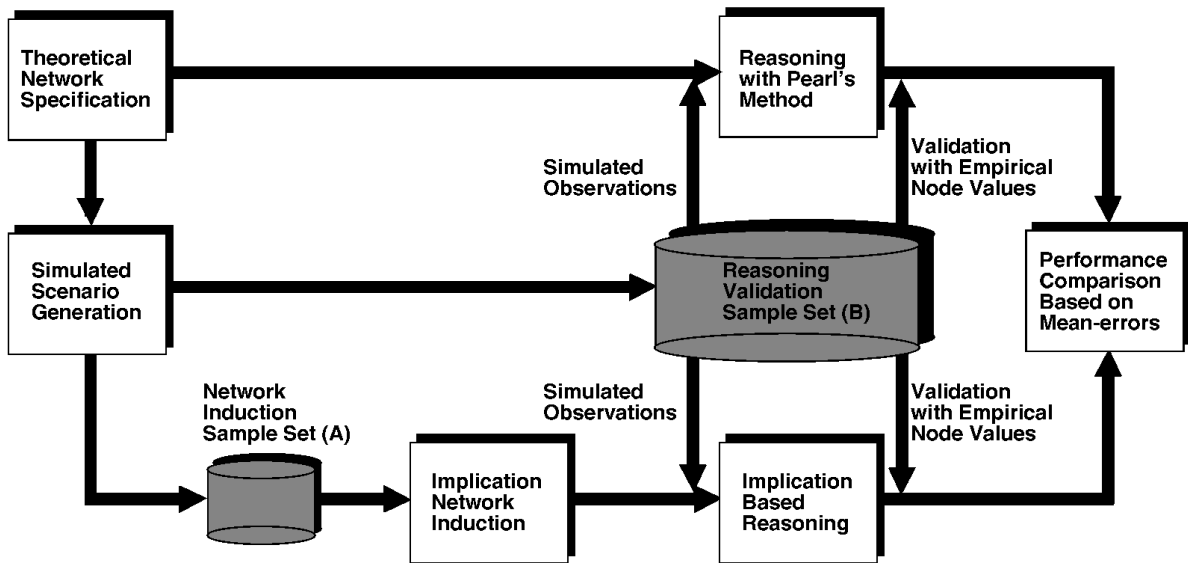 Theoretical
Network
Specification
Reasoning
with Pearl's
Method
Simulated
Observations
Validation
with Empirical
Node Values
Simulated
Scenario
Generation
Reasoning
Validation
Sample Set (B)
Performance
Comparison
Based on
Mean-errors
Network
Induction
Sample Set (A)
Simulated
Observations
Validation
with Empirical
Node Values
Implication
Network
Induction
Implication
Based
Reasoning